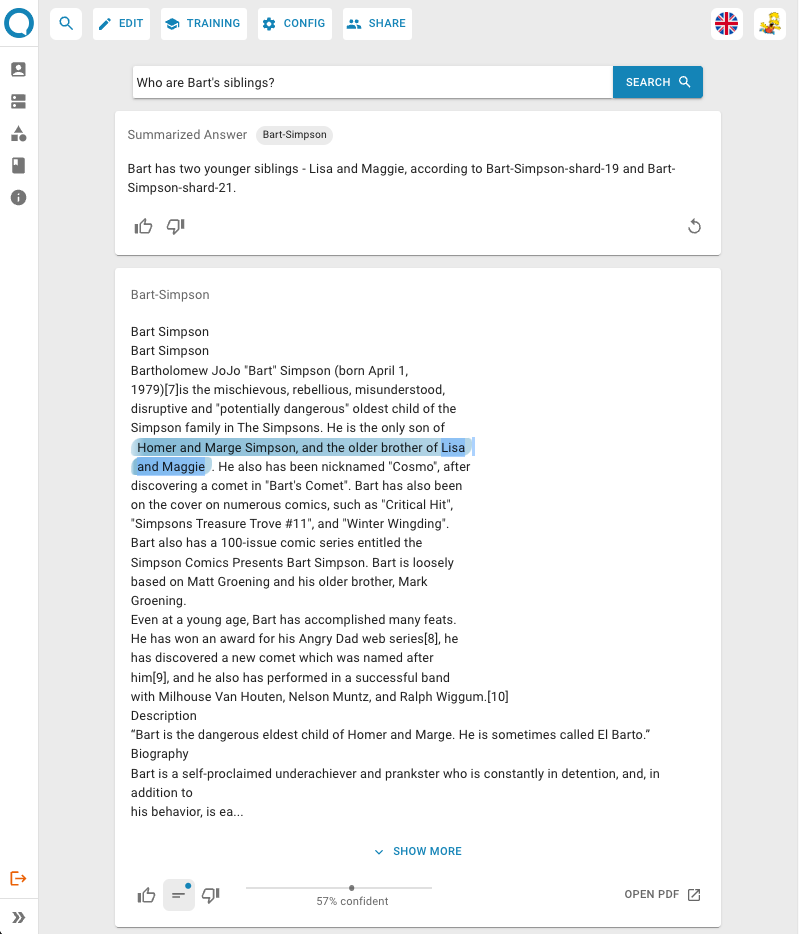 EDIT
TRAINING
CONFIG
SHARE
Who are Bart's siblings?
SEARCH
Summarized Answer
Bart-Simpson
Bart has two younger siblings - Lisa and Maggie, according to Bart-Simpson-shard-19 and Bart-
Simpson-shard-21.
Bart-Simpson
Bart Simpson
Bart Simpson
Bartholomew JoJo "Bart" Simpson (born April 1,
1979)[7]is the mischievous, rebellious, misunderstood,
disruptive and "potentially dangerous" oldest child of the
Simpson family in The Simpsons. He is the only son of
Homer and Marge Simpson, and the older brother of Lisa
and Maggie . He also has been nicknamed "Cosmo", after
discovering a comet in "Bart's Comet". Bart has also been
on the cover on numerous comics, such as "Critical Hit",
"Simpsons Treasure Trove #11", and "Winter Wingding".
Bart also has a 100-issue comic series entitled the
Simpson Comics Presents Bart Simpson. Bart is loosely
based on Matt Groening and his older brother, Mark
Groening.
Even at a young age, Bart has accomplished many feats.
He has won an award for his Angry Dad web series[8], he
has discovered a new comet which was named after
him[9], and he also has performed in a successful band
with Milhouse Van Houten, Nelson Muntz, and Ralph Wiggum.[10]
Description
“Bart is the dangerous eldest child of Homer and Marge. He is sometimes called El Barto.”
Biography
Bart is a self-proclaimed underachiever and prankster who is constantly in detention, and, in
addition to
his behavior, is ea...
SHOW MORE
57% confident
OPEN PDF